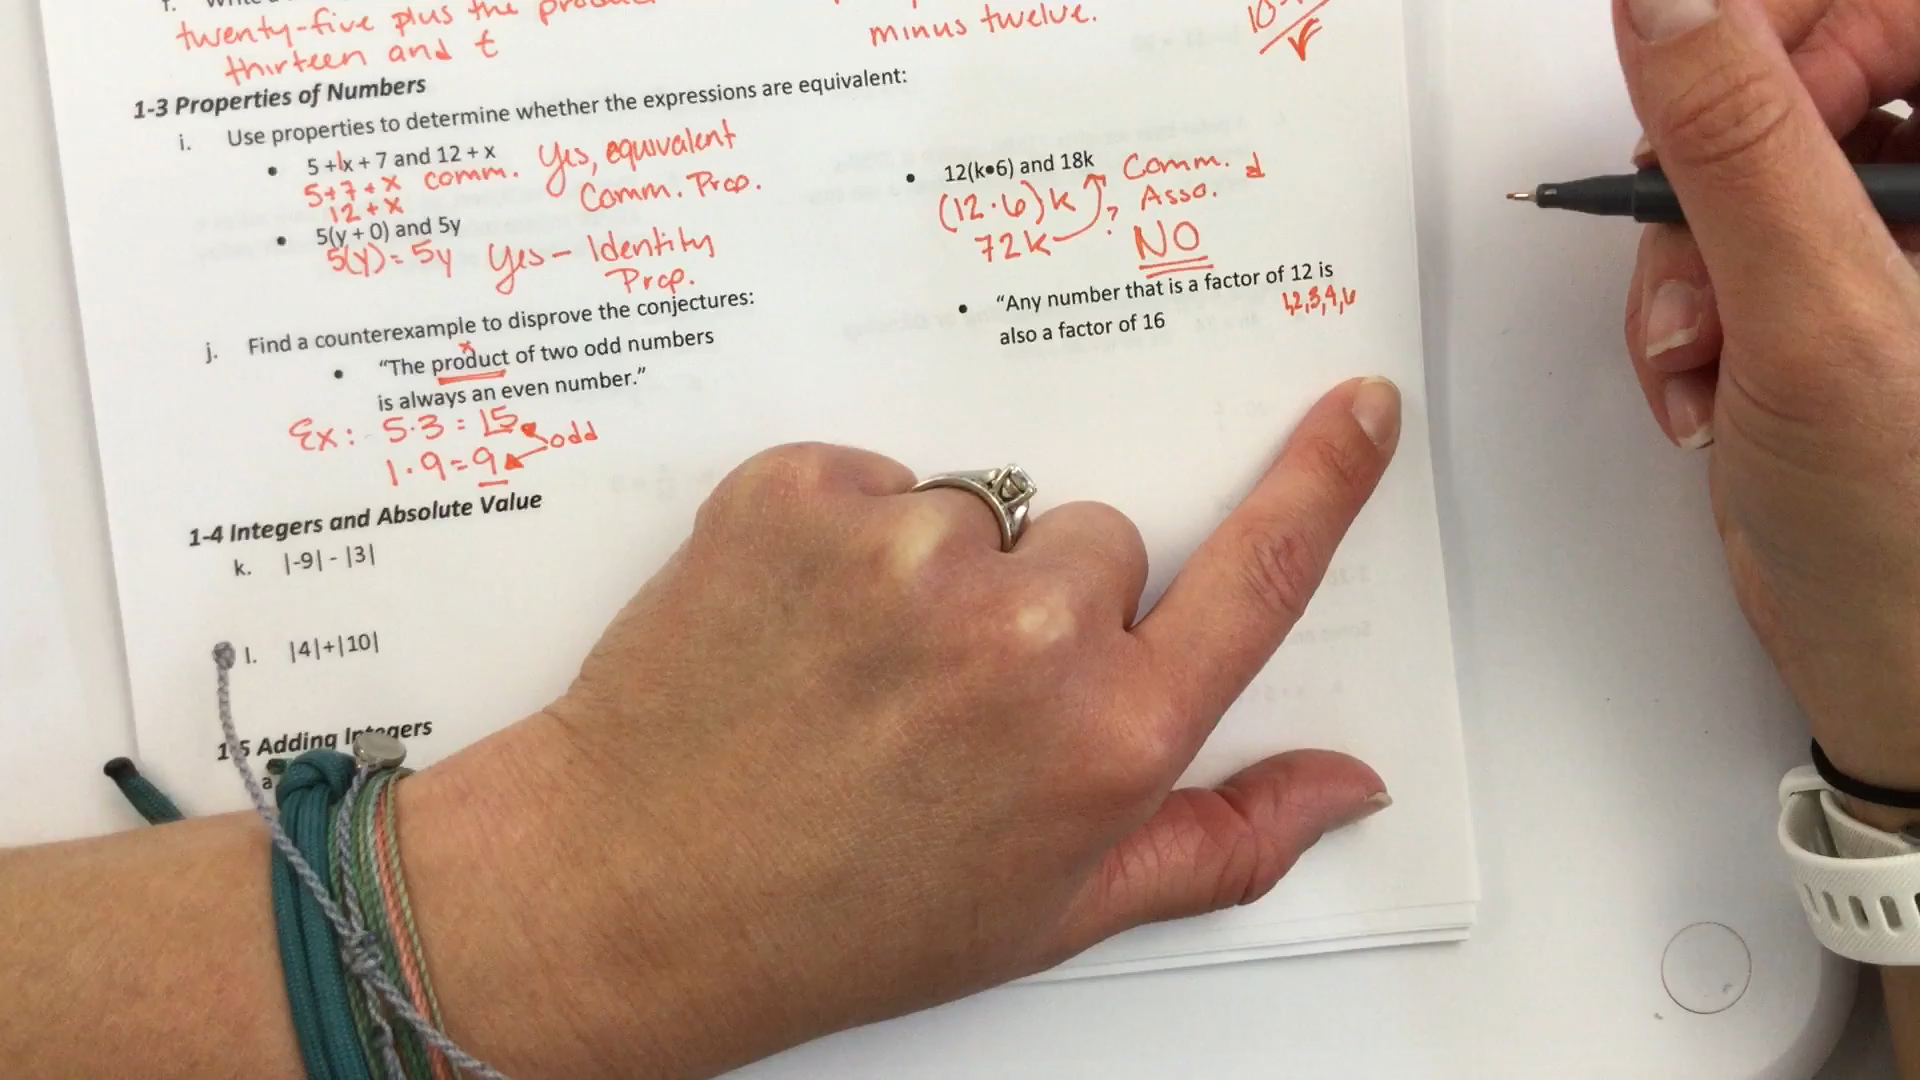 twenty-five plus the
thirteen and t
minus twelve.
1-3 Properties of Numbers
i. Use properties to determine whether the expressions are equivalent:
• 5 +1x + 7 and 12 + x
5+7+x comm. Yes, equivalent
12+x Comm. Prop.
• 5(y + 0) and 5y
5(y) = 5y Yes – Identity
Prop.
• 12(k•6) and 18k Comm. &
(12·6)k Asso.
72k ? NO
j. Find a counterexample to disprove the conjectures:
• “The product of two odd numbers
x
is always an even number.”
Ex: 5·3 = 15 odd
1·9=9
• “Any number that is a factor of 12 is
1,2,3,4,6
also a factor of 16
1-4 Integers and Absolute Value
k. |-9| - |3|
l. |4|+|10|
1-5 Adding Integers
a